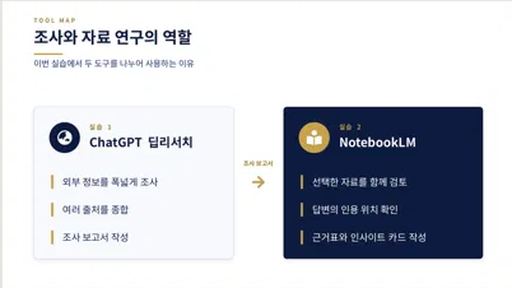 TOOL MAP
조사와 자료 연구의 역할
이번 실습에서 두 도구를 나누어 사용하는 이유
실습 1
ChatGPT 딥리서치
외부 정보를 폭넓게 조사
여러 출처를 종합
조사 보고서 작성
조사 보고서
실습 2
NotebookLM
선택한 자료를 함께 검토
답변의 인용 위치 확인
근거표와 인사이트 카드 작성